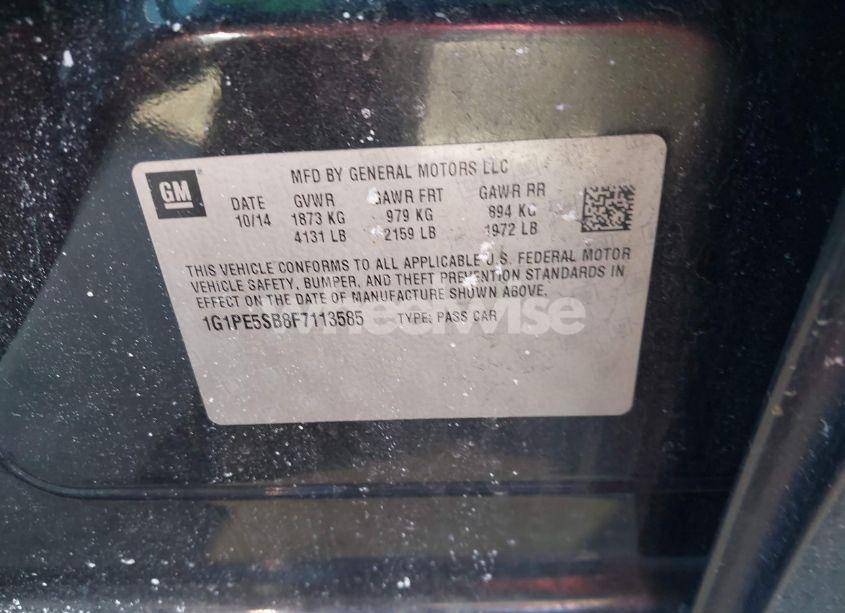 GM
MFD BY GENERAL MOTORS LLC
DATE GVWR GAWR FRT GAWR RR
10/14 1873 KG 979 KG 894 KG
4131 LB 2159 LB 1972 LB
THIS VEHICLE CONFORMS TO ALL APPLICABLE U.S. FEDERAL MOTOR
VEHICLE SAFETY, BUMPER, AND THEFT PREVENTION STANDARDS IN
EFFECT ON THE DATE OF MANUFACTURE SHOWN ABOVE.
1G1PE5SB8F7113585 TYPE: PASS CAR
wheelwise